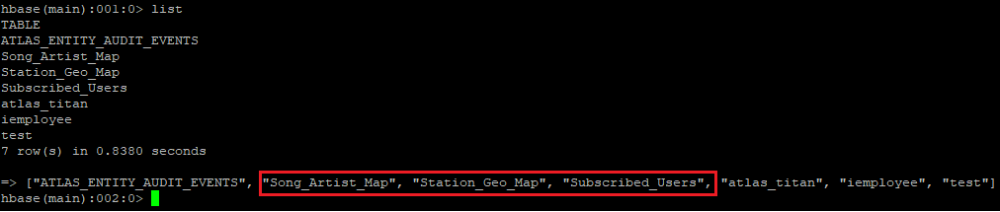 hbase(main):001:0> list
TABLE
ATLAS_ENTITY_AUDIT_EVENTS
Song_Artist_Map
Station_Geo_Map
Subscribed_Users
atlas_titan
iemployee
test
7 row(s) in 0.8380 seconds
=> ["ATLAS_ENTITY_AUDIT_EVENTS", "Song_Artist_Map", "Station_Geo_Map", "Subscribed_Users", "atlas_titan", "iemployee", "test"]
hbase(main):002:0>